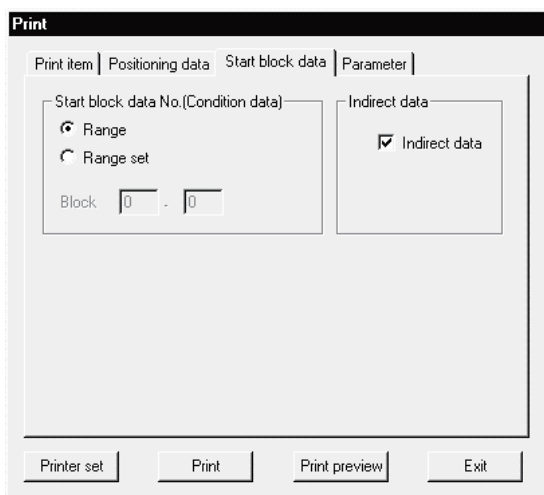 Print
Print item Positioning data Start block data Parameter
Start block data No.(Condition data) Indirect data
Range
Indirect data
Range set
Block 0 - 0
Printer set Print Print preview Exit